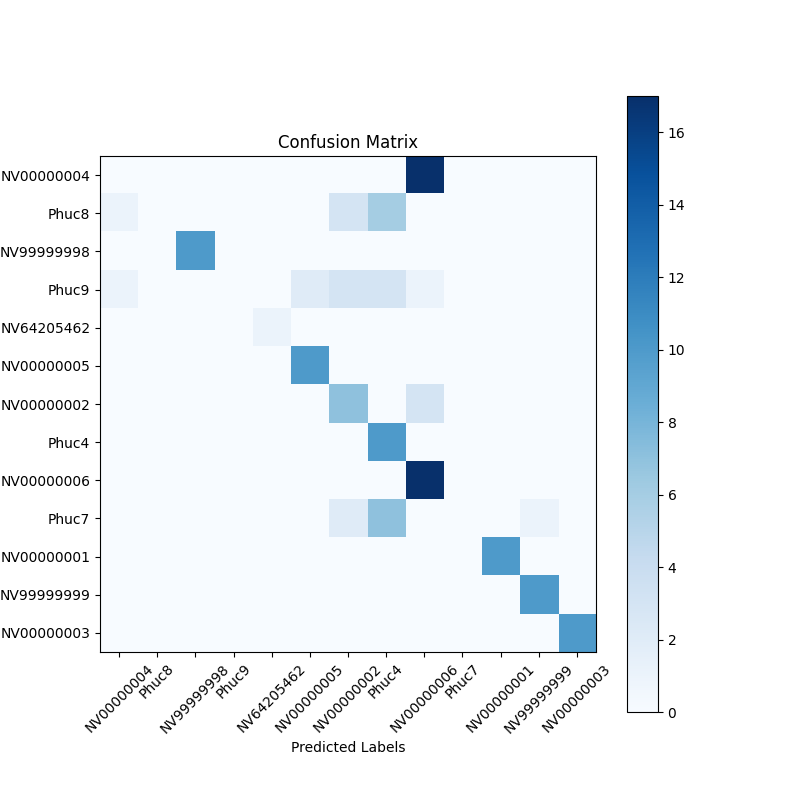 Confusion Matrix
NV00000004
Phuc8
NV99999998
Phuc9
NV64205462
NV00000005
NV00000002
Phuc4
NV00000006
Phuc7
NV00000001
NV99999999
NV00000003
NV00000004
Phuc8
NV99999998
Phuc9
NV64205462
NV00000005
NV00000002
Phuc4
NV00000006
Phuc7
NV00000001
NV99999999
NV00000003
Predicted Labels
16
14
12
10
8
6
4
2
0